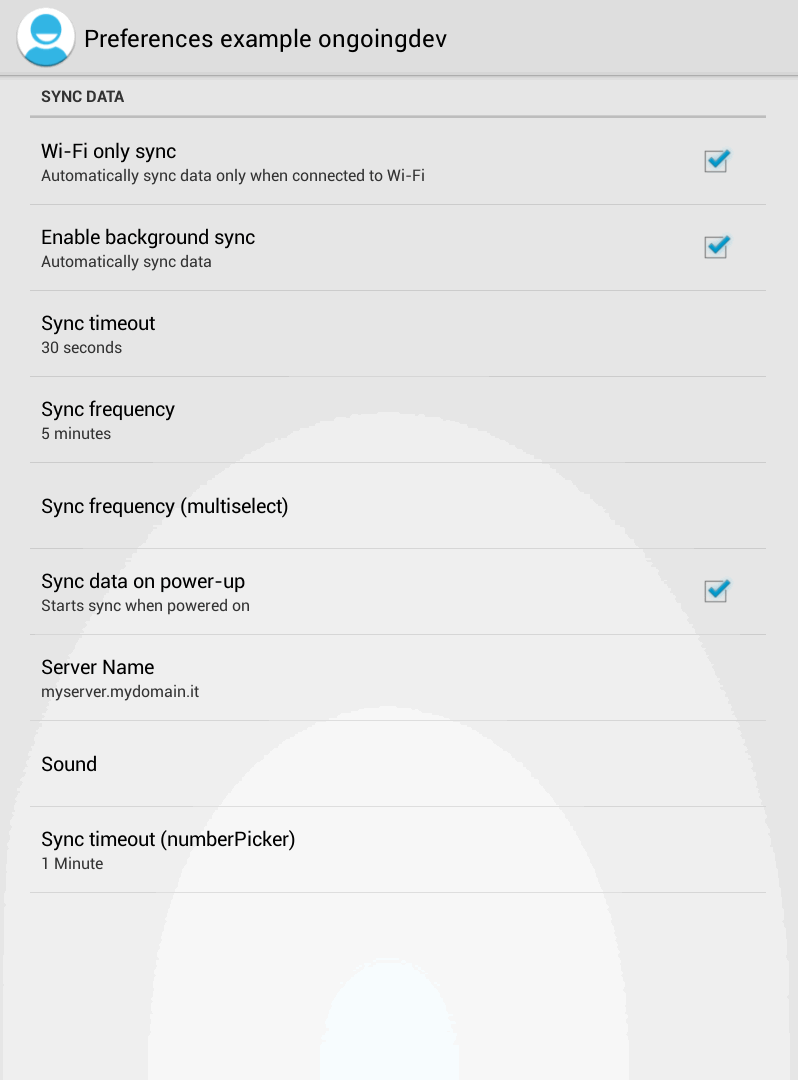 Preferences example ongoingdev
SYNC DATA
Wi-Fi only sync
Automatically sync data only when connected to Wi-Fi
Enable background sync
Automatically sync data
Sync timeout
30 seconds
Sync frequency
5 minutes
Sync frequency (multiselect)
Sync data on power-up
Starts sync when powered on
Server Name
myserver.mydomain.it
Sound
Sync timeout (numberPicker)
1 Minute